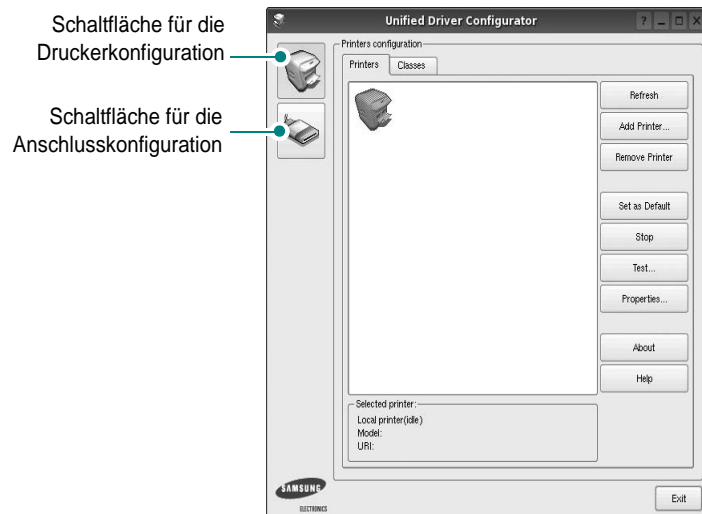 Schaltfläche für die
Druckerkonfiguration
Schaltfläche für die
Anschlusskonfiguration
Unified Driver Configurator
Printers configuration
Printers Classes
Refresh
Add Printer...
Remove Printer
Set as Default
Stop
Test...
Properties...
About
Help
Selected printer:
Local printer(idle)
Model:
URI:
SAMSUNG
ELECTRONICS
Exit